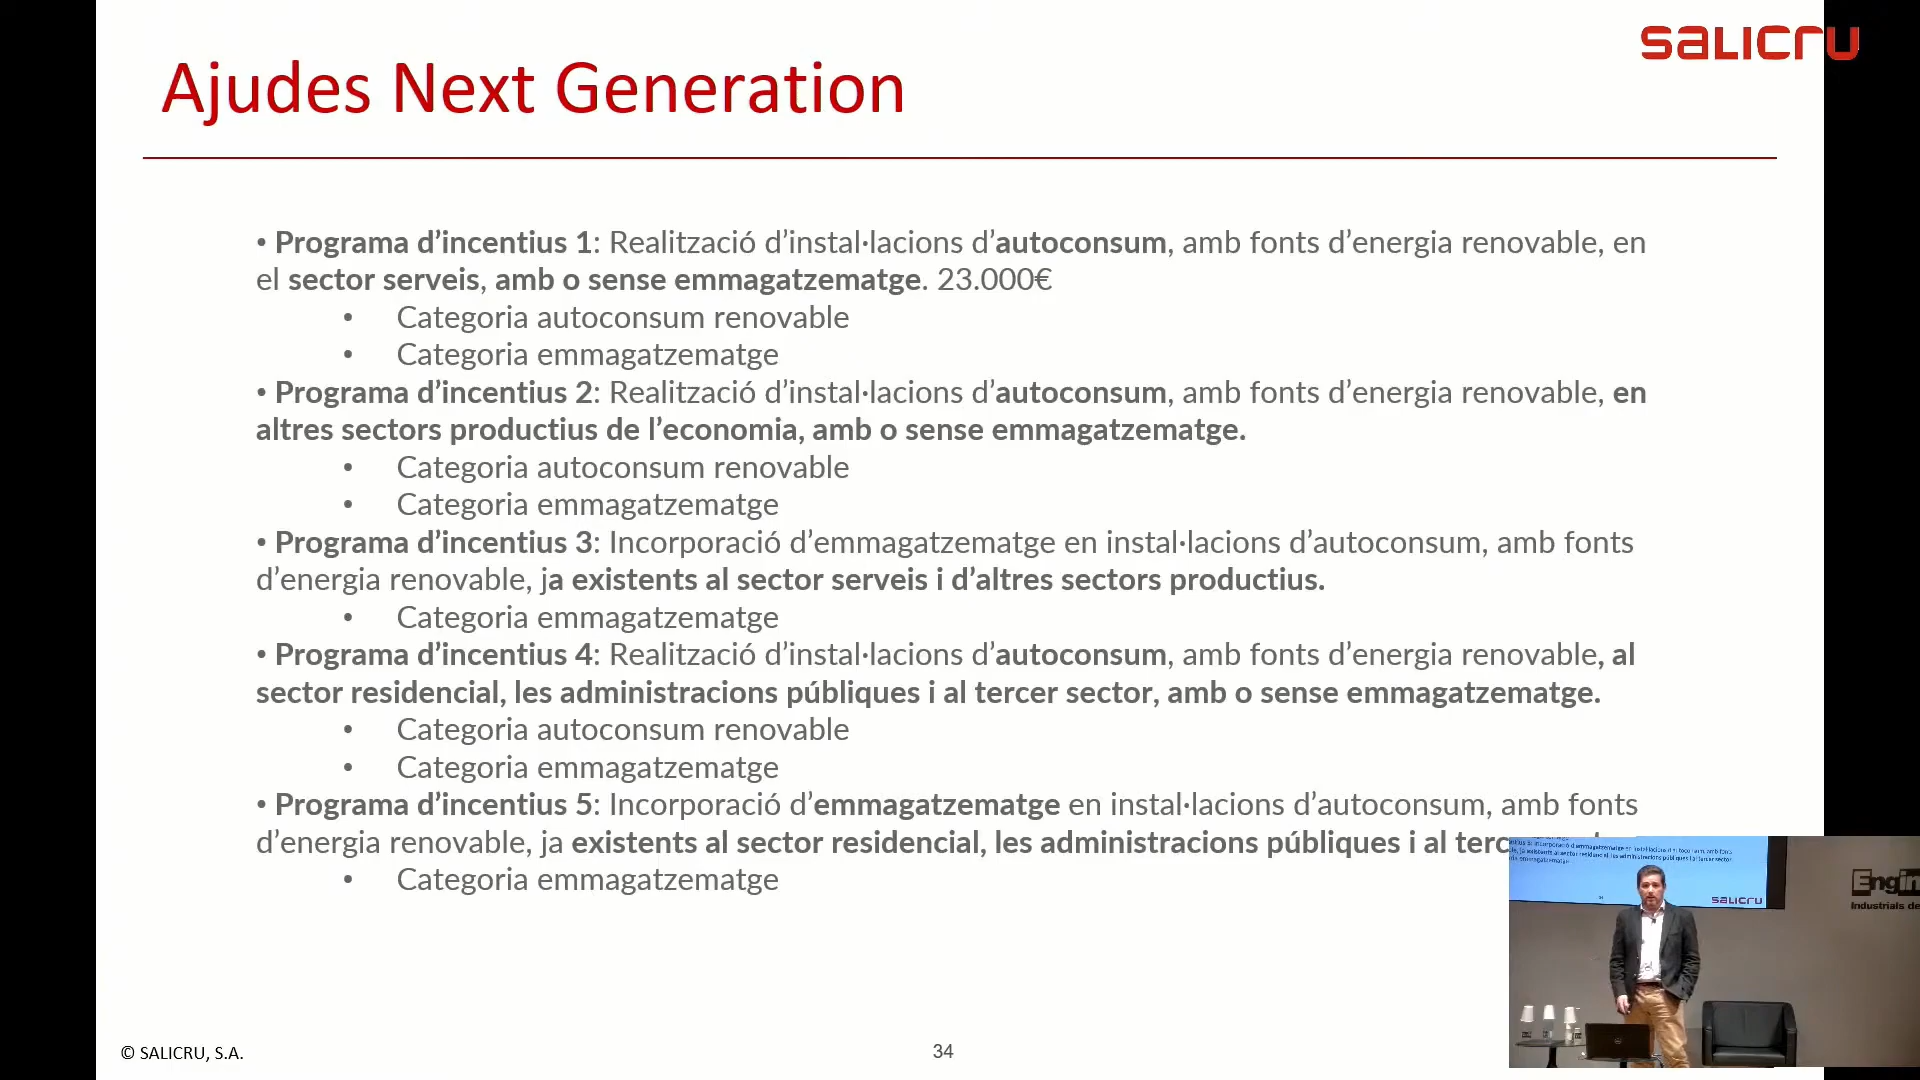 SALICRU
Ajudes Next Generation
• Programa d’incentius 1: Realització d’instal·lacions d’autoconsum, amb fonts d’energia renovable, en
el sector serveis, amb o sense emmagatzematge. 23.000€
• Categoria autoconsum renovable
• Categoria emmagatzematge
• Programa d’incentius 2: Realització d’instal·lacions d’autoconsum, amb fonts d’energia renovable, en
altres sectors productius de l’economia, amb o sense emmagatzematge.
• Categoria autoconsum renovable
• Categoria emmagatzematge
• Programa d’incentius 3: Incorporació d’emmagatzematge en instal·lacions d’autoconsum, amb fonts
d’energia renovable, ja existents al sector serveis i d’altres sectors productius.
• Categoria emmagatzematge
• Programa d’incentius 4: Realització d’instal·lacions d’autoconsum, amb fonts d’energia renovable, al
sector residencial, les administracions públiques i al tercer sector, amb o sense emmagatzematge.
• Categoria autoconsum renovable
• Categoria emmagatzematge
• Programa d’incentius 5: Incorporació d’emmagatzematge en instal·lacions d’autoconsum, amb fonts
d’energia renovable, ja existents al sector residencial, les administracions públiques i al
• Categoria emmagatzematge
SALICRU
Engin
Industrials de
© SALICRU, S.A.
34